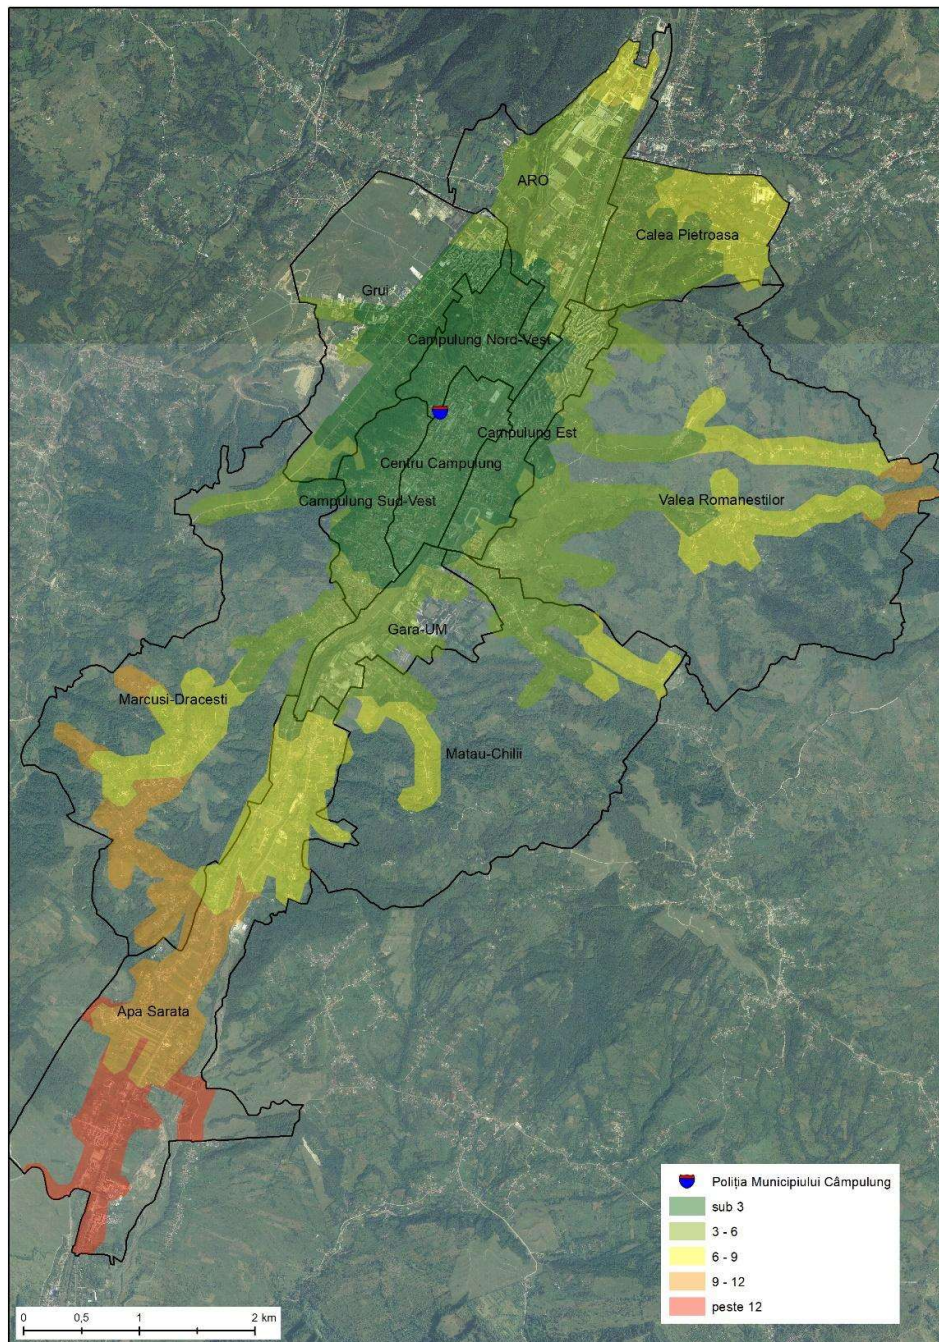 ARO
Calea Pietroasa
Grui
Campulung Nord-Vest
Campulung Est
Centru Campulung
Campulung Sud-Vest
Valea Romanestilor
Gara-UM
Marcusi-Dracesti
Matau-Chilii
Apa Sarata
Poliția Municipiului Câmpulung
sub 3
3 - 6
6 - 9
9 - 12
peste 12
0 0,5 1 2 km